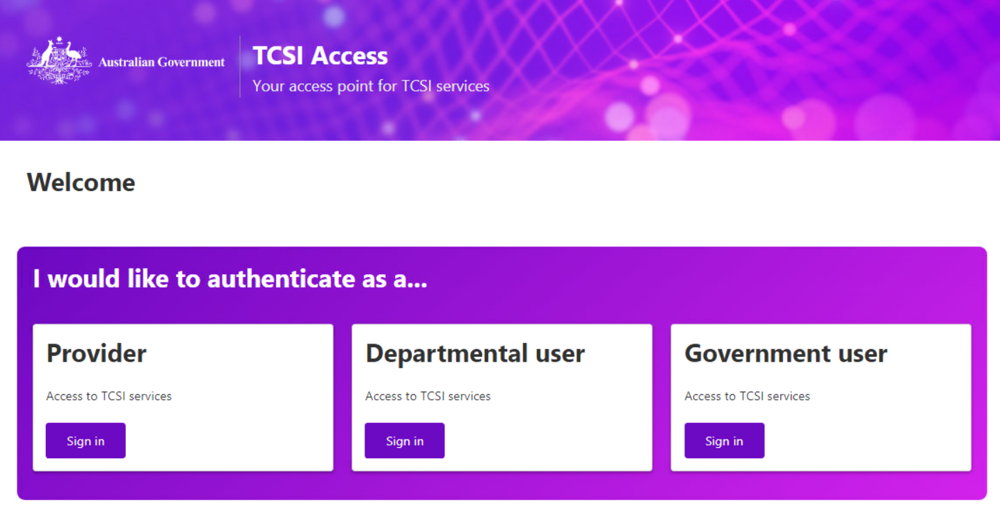 Australian Government
TCSI Access
Your access point for TCSI services
Welcome
I would like to authenticate as a...
Provider
Access to TCSI services
Sign in
Departmental user
Access to TCSI services
Sign in
Government user
Access to TCSI services
Sign in